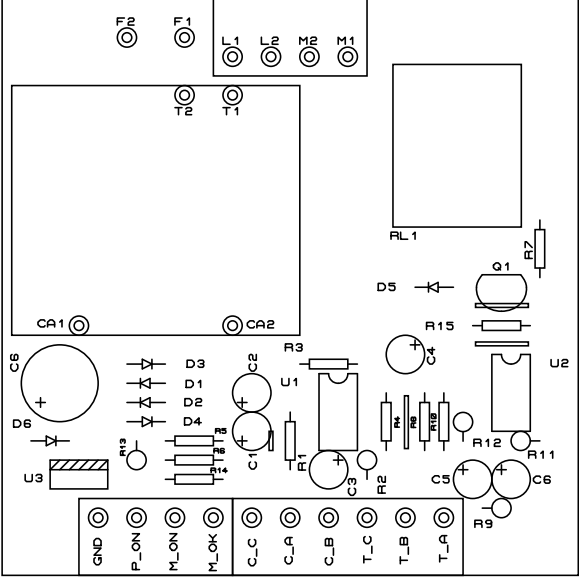 F2 F1
L1 L2 M2 M1
T2 T1
RL1
R7
Q1
D5
CA1 CA2
R15
R3
C4
C6
C2
D3
U2
D1
U1
D2
D6
D4
R5
R4
R8
R10
R13
R6
R12
C1
R1
R11
U3
R14
R2
C3
C5 C6
R9
GND P_ON M_ON M_OK C_C C_A C_B T_C T_B T_A